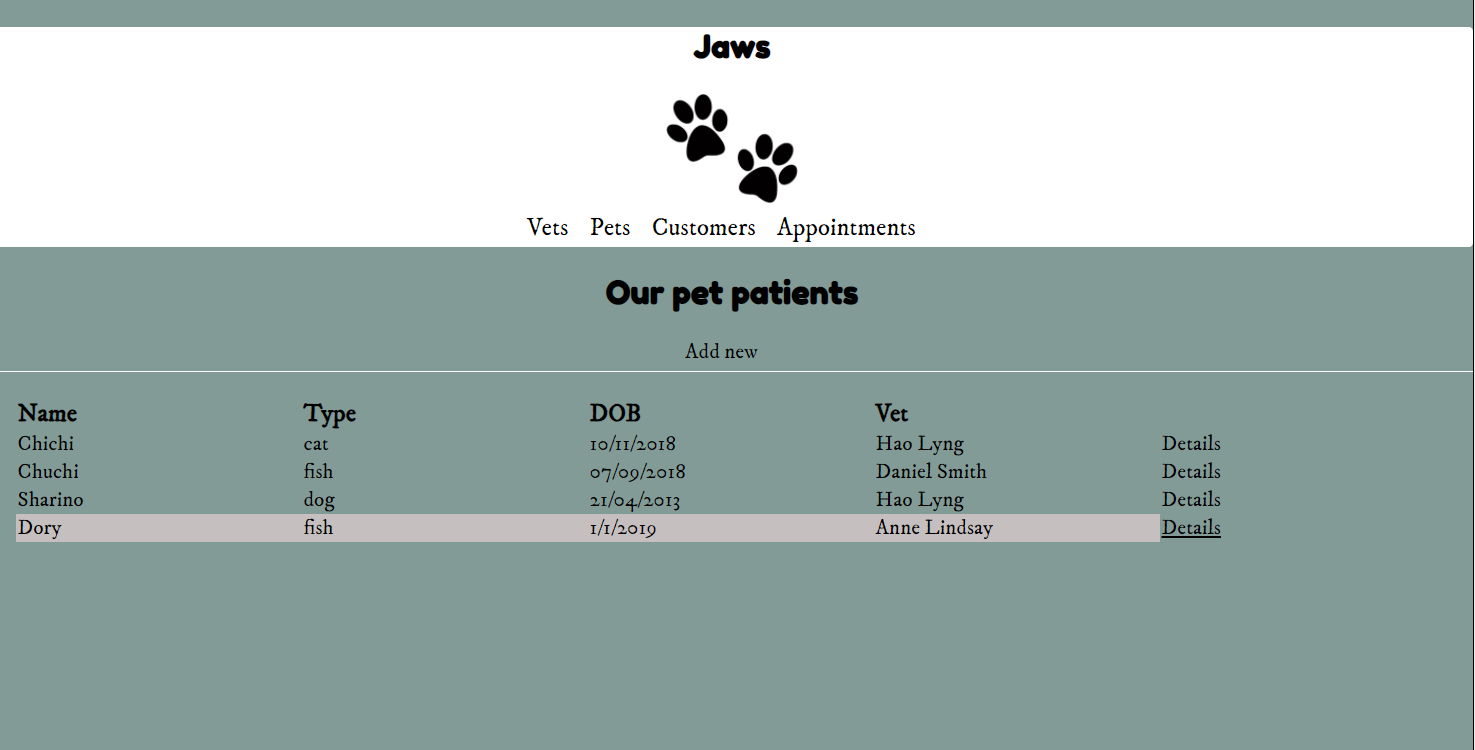 Jaws
Vets Pets Customers Appointments
Our pet patients
Add new
Name Type DOB Vet
Chichi cat 10/11/2018 Hao Lyng Details
Chuchi fish 07/09/2018 Daniel Smith Details
Sharino dog 21/04/2013 Hao Lyng Details
Dory fish 1/1/2019 Anne Lindsay Details